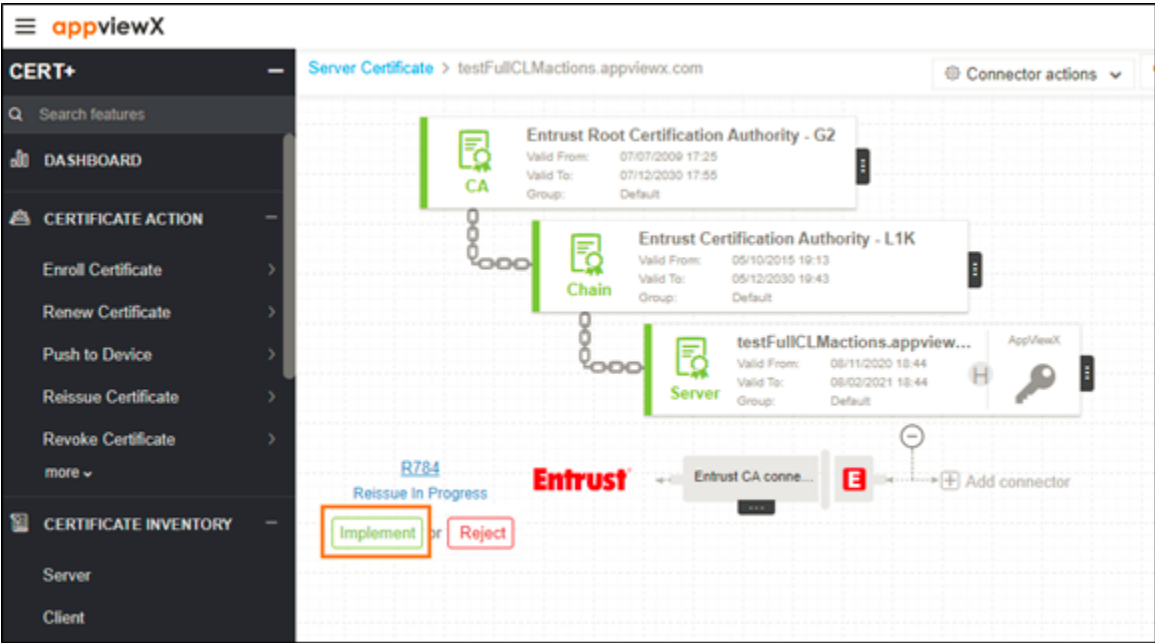 appviewX
CERT+
Search features
DASHBOARD
CERTIFICATE ACTION
Enroll Certificate
Renew Certificate
Push to Device
Reissue Certificate
Revoke Certificate
more
CERTIFICATE INVENTORY
Server
Client
Server Certificate > testFullCLMactions.appviewx.com
Connector actions
Entrust Root Certification Authority - G2
Valid From: 07/07/2009 17:25
Valid To: 07/12/2030 17:55
Group: Default
CA
Entrust Certification Authority - L1K
Valid From: 05/10/2015 19:13
Valid To: 05/12/2030 19:43
Group: Default
Chain
testFullCLMactions.appview...
Valid From: 08/11/2020 18:44
Valid To: 08/02/2021 18:44
Group: Default
Server
H
AppViewX
R784
Reissue In Progress
Implement or Reject
Entrust
Entrust CA conne...
E
Add connector